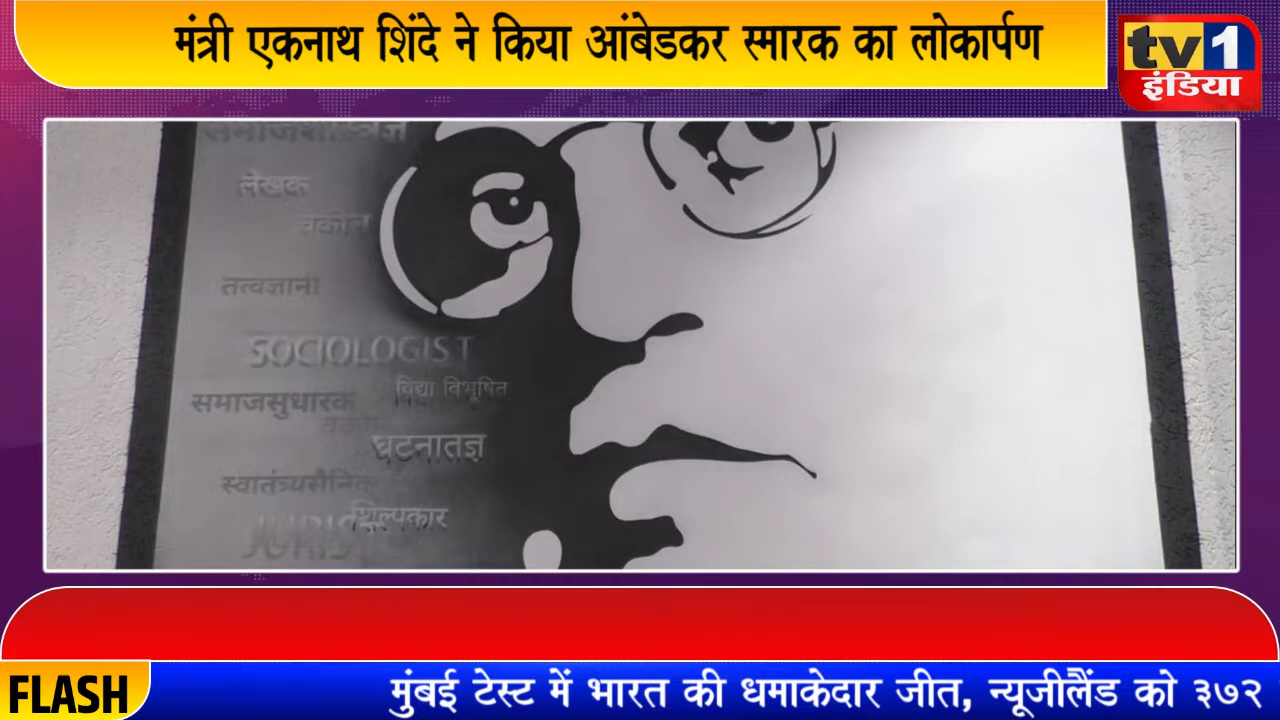 मंत्री एकनाथ शिंदे ने किया आंबेडकर स्मारक का लोकार्पण
tv1
इंडिया
लेखक
वकील
तत्वज्ञानी
SOCIOLOGIST
विद्या विभूषित
समाजसुधारक
घटनातज्ञ
शिल्पकार
FLASH
मुंबई टेस्ट में भारत की धमाकेदार जीत, न्यूजीलैंड को ३७२